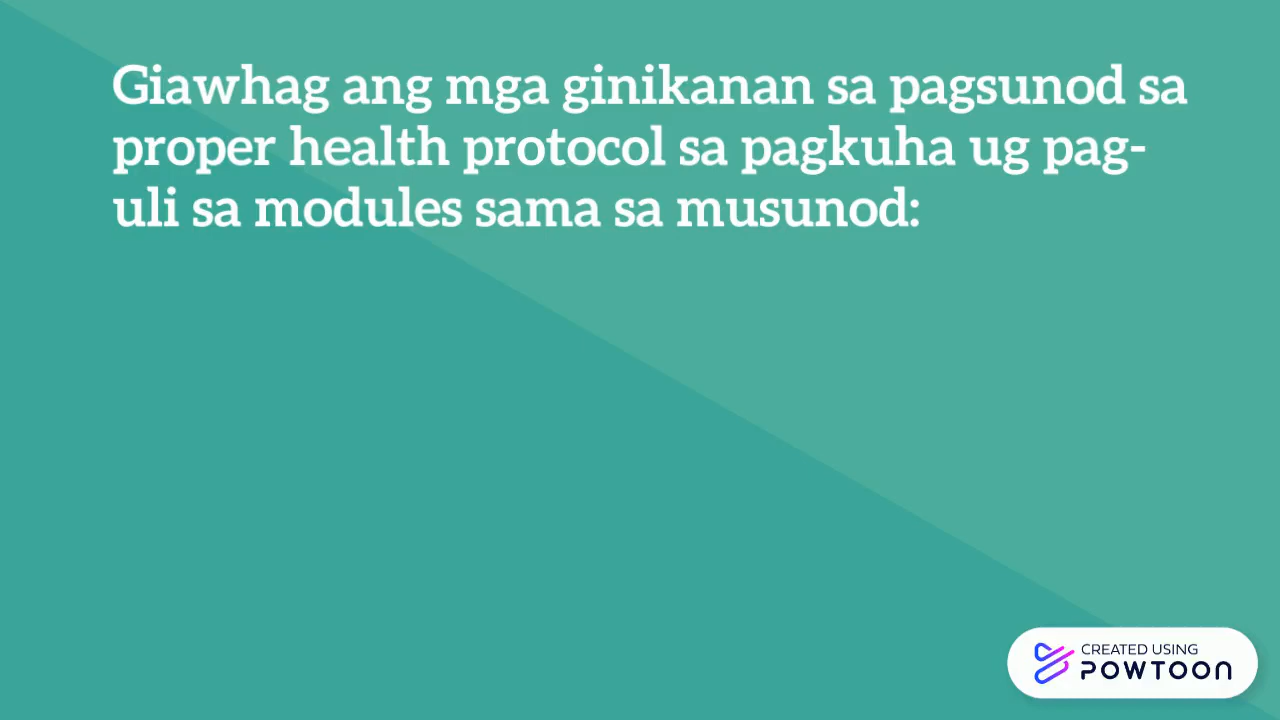 Giawhag ang mga ginikanan sa pagsunod sa
proper health protocol sa pagkuha ug pag-
uli sa modules sama sa musunod:
CREATED USING
POWTOON